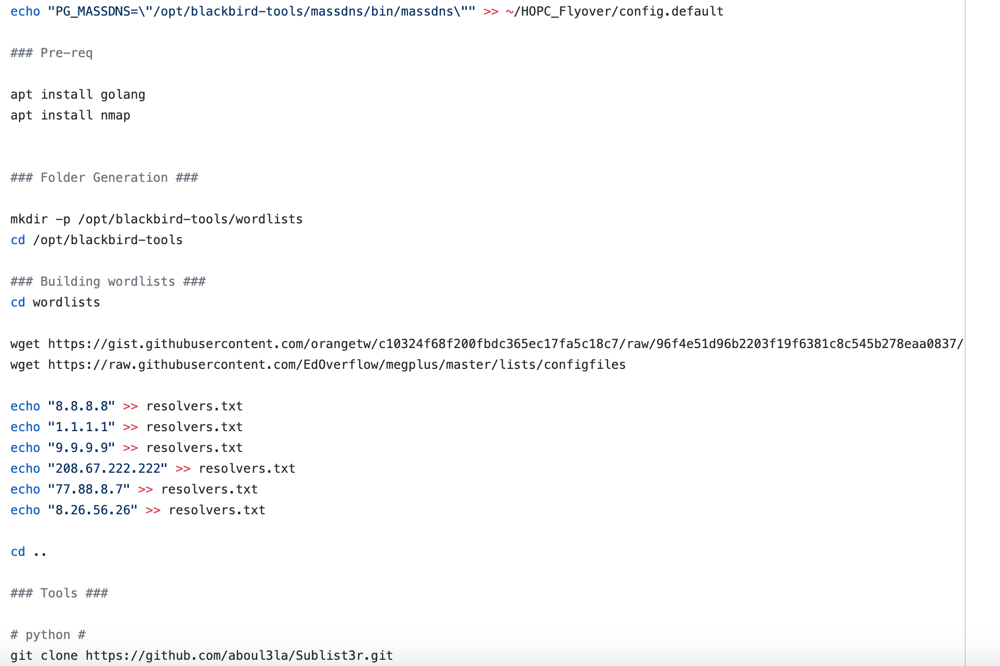 echo "PG_MASSDNS=\"/opt/blackbird-tools/massdns/bin/massdns\"" >> ~/HOPC_Flyover/config.default
### Pre-req
apt install golang
apt install nmap
### Folder Generation ###
mkdir -p /opt/blackbird-tools/wordlists
cd /opt/blackbird-tools
### Building wordlists ###
cd wordlists
wget https://gist.githubusercontent.com/orangetw/c10324f68f200fbdc365ec17fa5c18c7/raw/96f4e51d96b2203f19f6381c8c545b278eaa0837/
wget https://raw.githubusercontent.com/EdOverflow/megplus/master/lists/configfiles
echo "8.8.8.8" >> resolvers.txt
echo "1.1.1.1" >> resolvers.txt
echo "9.9.9.9" >> resolvers.txt
echo "208.67.222.222" >> resolvers.txt
echo "77.88.8.7" >> resolvers.txt
echo "8.26.56.26" >> resolvers.txt
cd ..
### Tools ###
# python #
git clone https://github.com/aboul3la/Sublist3r.git